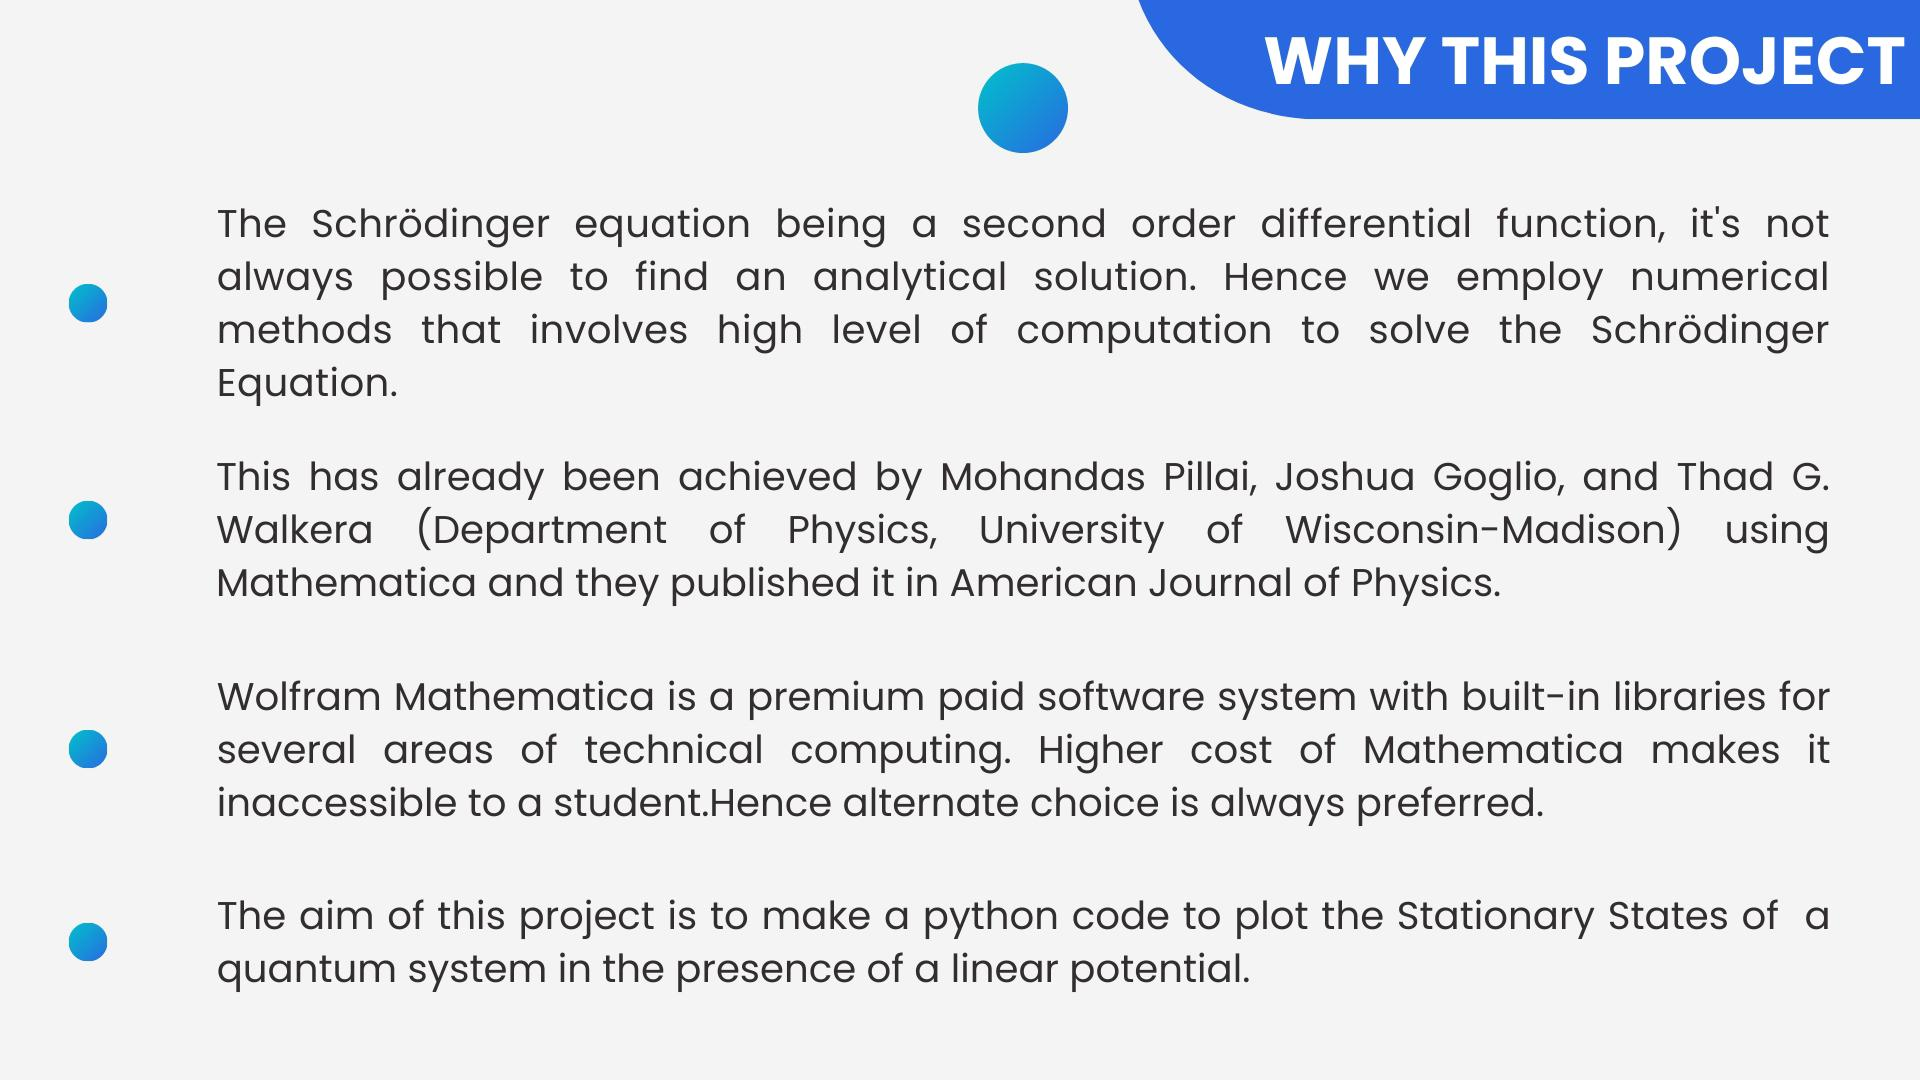 WHY THIS PROJECT
The Schrödinger equation being a second order differential function, it's not
always possible to find an analytical solution. Hence we employ numerical
methods that involves high level of computation to solve the Schrödinger
Equation.
This has already been achieved by Mohandas Pillai, Joshua Goglio, and Thad G.
Walkera (Department of Physics, University of Wisconsin-Madison) using
Mathematica and they published it in American Journal of Physics.
Wolfram Mathematica is a premium paid software system with built-in libraries for
several areas of technical computing. Higher cost of Mathematica makes it
inaccessible to a student.Hence alternate choice is always preferred.
The aim of this project is to make a python code to plot the Stationary States of a
quantum system in the presence of a linear potential.